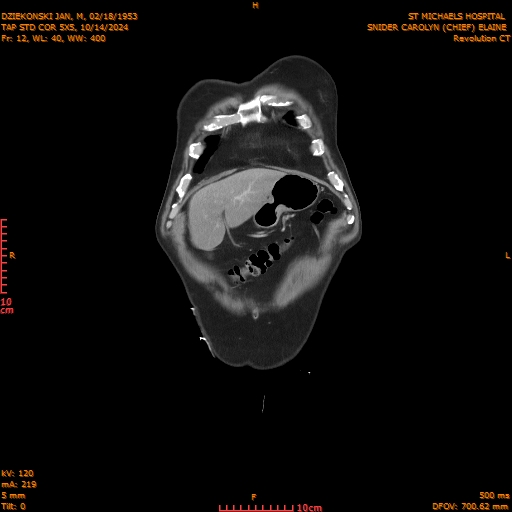 H
DZIEKONSKI JAN, M, 02/18/1953
TAP STD COR 5X5, 10/14/2024
Fr: 12, WL: 40, WW: 400
ST MICHAELS HOSPITAL
SNIDER CAROLYN (CHIEF) ELAINE
Revolution CT
R
L
10
cm
kV: 120
mA: 219
5 mm
Tilt: 0
F
10cm
500 ms
DFOV: 700.62 mm